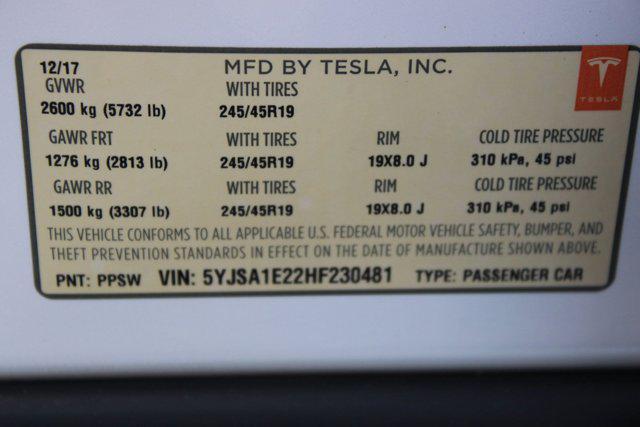 12/17 MFD BY TESLA, INC.
GVWR WITH TIRES
2600 kg (5732 lb) 245/45R19
GAWR FRT WITH TIRES RIM COLD TIRE PRESSURE
1276 kg (2813 lb) 245/45R19 19X8.0 J 310 kPa, 45 psi
GAWR RR WITH TIRES RIM COLD TIRE PRESSURE
1500 kg (3307 lb) 245/45R19 19X8.0 J 310 kPa, 45 psi
THIS VEHICLE CONFORMS TO ALL APPLICABLE U.S. FEDERAL MOTOR VEHICLE SAFETY, BUMPER, AND
THEFT PREVENTION STANDARDS IN EFFECT ON THE DATE OF MANUFACTURE SHOWN ABOVE.
PNT: PPSW VIN: 5YJSA1E22HF230481 TYPE: PASSENGER CAR
TESLA